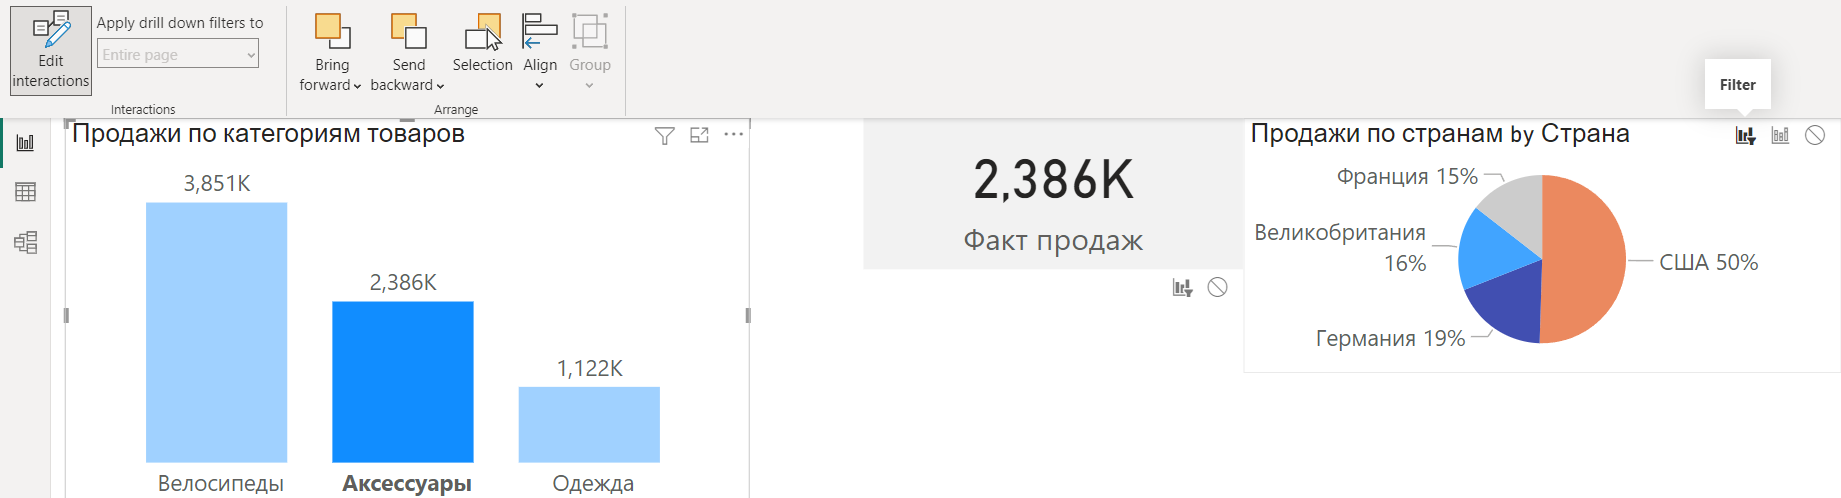 Edit
interactions
Apply drill down filters to
Entire page
Interactions
Bring
forward
Send
backward
Selection
Align
Group
Arrange
Filter
Продажи по категориям товаров
3,851K
2,386K
1,122K
Велосипеды
Аксессуары
Одежда
2,386K
Факт продаж
Продажи по странам by Страна
Франция 15%
Великобритания
16%
Германия 19%
США 50%